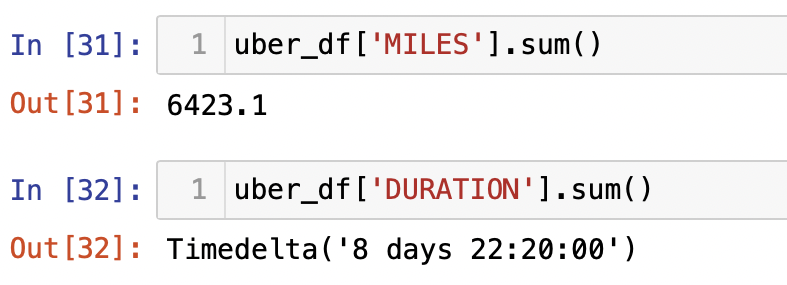 In [31]: 1 uber_df['MILES'].sum()
Out[31]: 6423.1
In [32]: 1 uber_df['DURATION'].sum()
Out[32]: Timedelta('8 days 22:20:00')